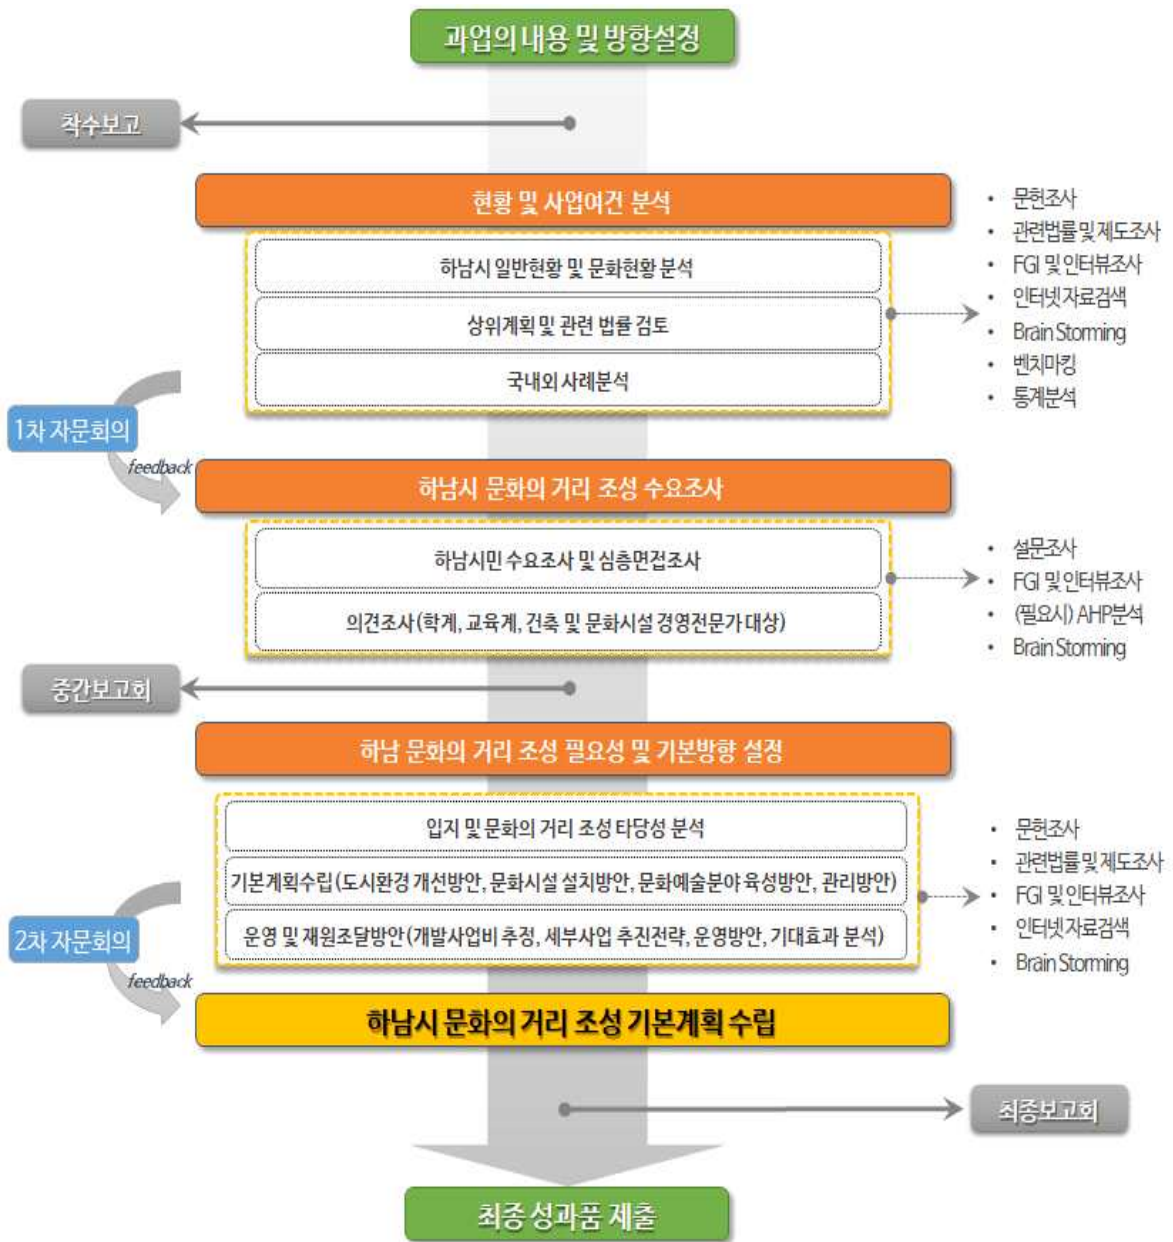 과업의 내용 및 방향설정
착수보고
현황 및 사업여건 분석
하남시 일반현황 및 문화현황 분석
상위계획 및 관련 법률 검토
국내외 사례분석
• 문헌조사
• 관련법률 및 제도조사
• FGI 및 인터뷰조사
• 인터넷 자료검색
• Brain Storming
• 벤치마킹
• 통계분석
1차 자문회의
feedback
하남시 문화의 거리 조성 수요조사
하남시민 수요조사 및 심층면접조사
의견조사(학계, 교육계, 건축 및 문화시설 경영전문가 대상)
• 설문조사
• FGI 및 인터뷰조사
• (필요시) AHP분석
• Brain Storming
중간보고회
하남 문화의 거리 조성 필요성 및 기본방향 설정
입지 및 문화의 거리 조성 타당성 분석
기본계획수립(도시환경 개선방안, 문화시설 설치방안, 문화예술분야 육성방안, 관리방안)
운영 및 재원조달방안(개발사업비 추정, 세부사업 추진전략, 운영방안, 기대효과 분석)
• 문헌조사
• 관련법률 및 제도조사
• FGI 및 인터뷰조사
• 인터넷 자료검색
• Brain Storming
2차 자문회의
feedback
하남시 문화의 거리 조성 기본계획 수립
최종보고회
최종 성과품 제출